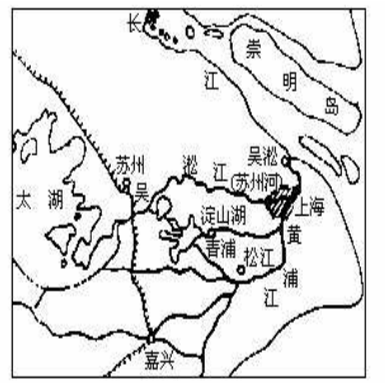 长
江
崇
明
岛
吴淞
苏州
淞
江
(苏州河)
吴
太湖
淀山湖
上海
青浦
松江
黄
浦
江
嘉兴